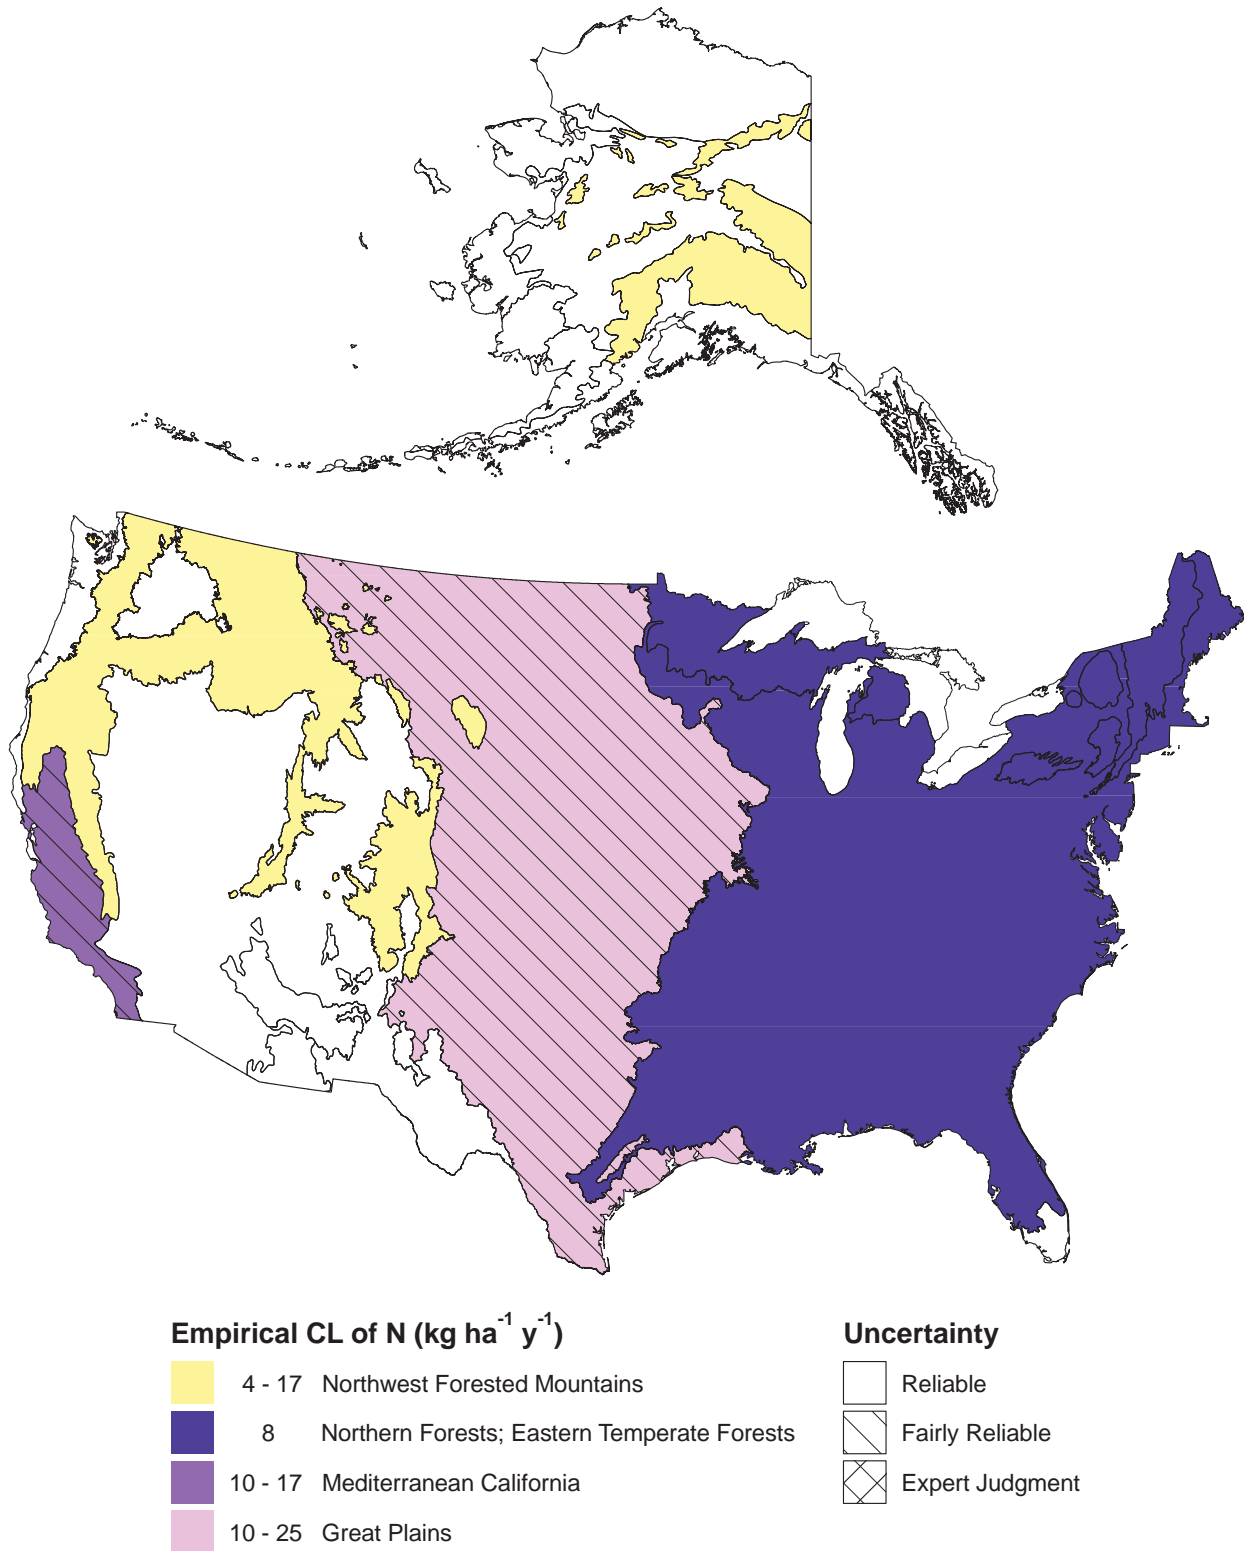 Empirical CL of N (kg ha⁻¹ y⁻¹)
4 - 17 Northwest Forested Mountains
8 Northern Forests; Eastern Temperate Forests
10 - 17 Mediterranean California
10 - 25 Great Plains
Uncertainty
Reliable
Fairly Reliable
Expert Judgment